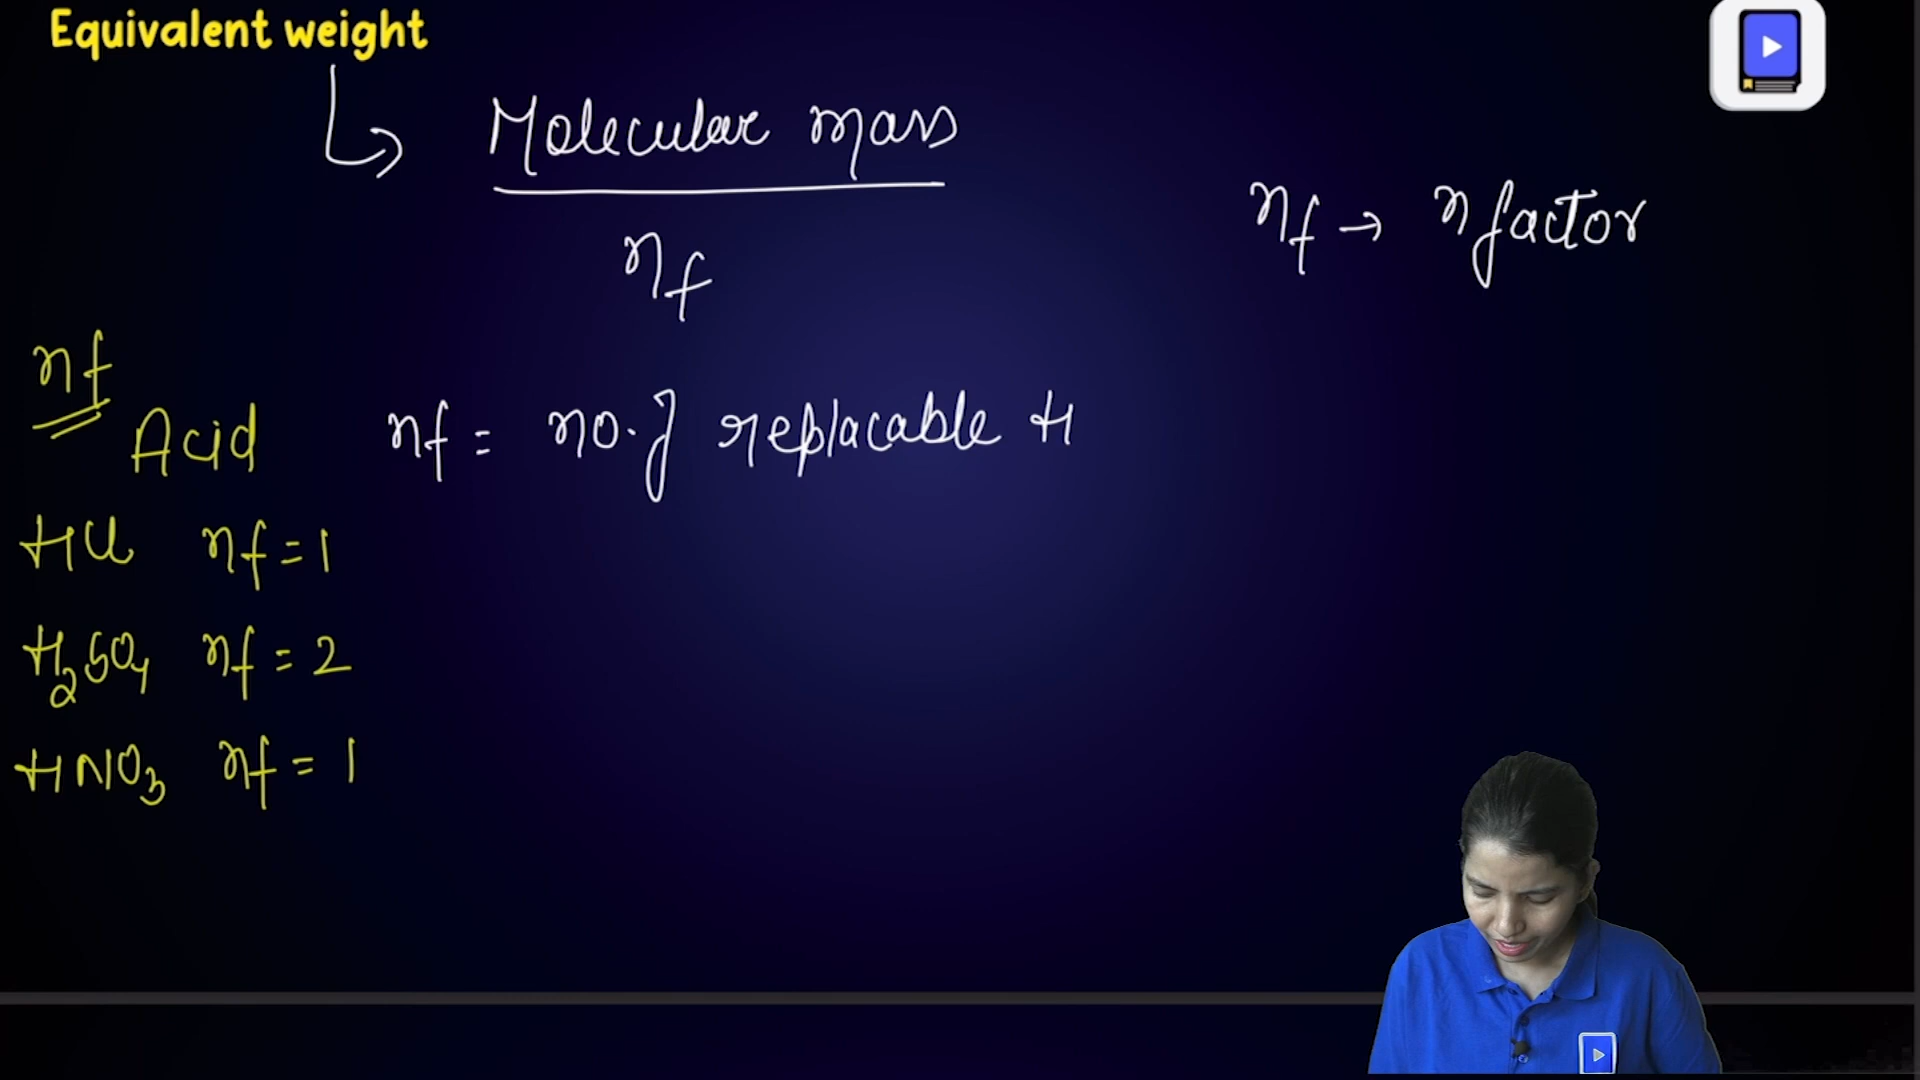 Equivalent weight
Molecular mass
nf
nf → n factor
nf
Acid nf = no. of replacable H
HCl nf = 1
H2SO4 nf = 2
HNO3 nf = 1